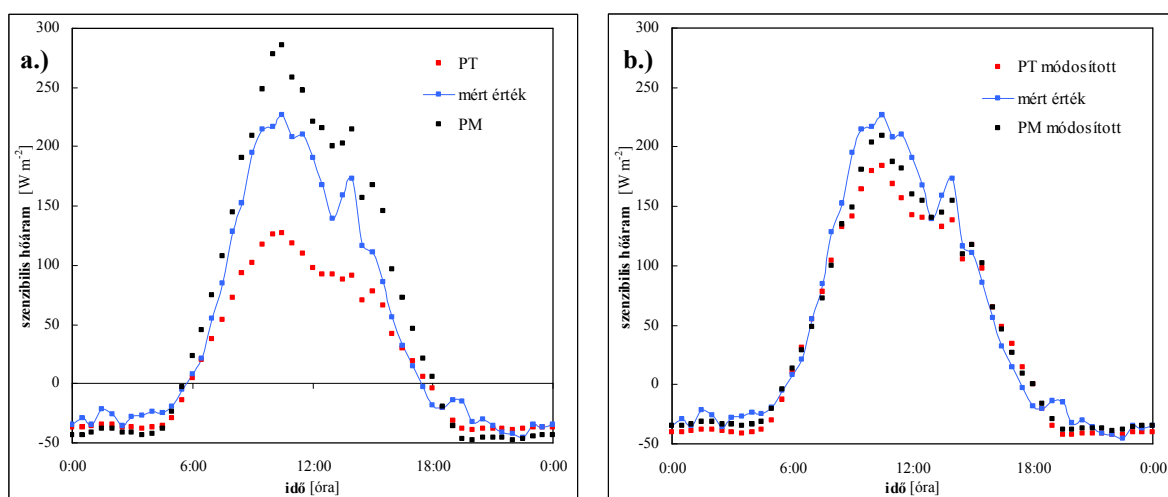 a.)
300
250
200
150
100
50
0
−50
szenzibilis hőáram [W m-2]
PT
mért érték
PM
0:00 6:00 12:00 18:00 0:00
idő [óra]
b.)
300
250
200
150
100
50
0
−50
szenzibilis hőáram [W m-2]
PT módosított
mért érték
PM módosított
0:00 6:00 12:00 18:00 0:00
idő [óra]